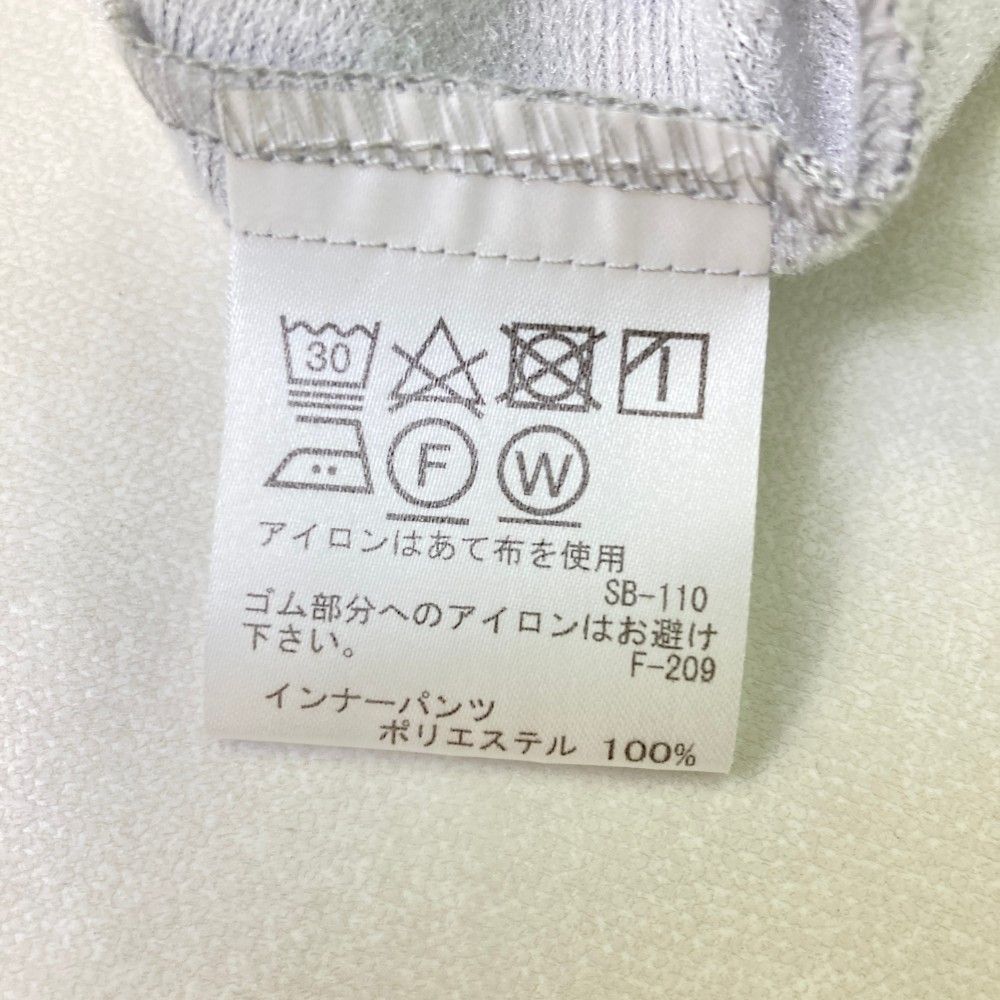 30
F W
アイロンはあて布を使用
SB-110
ゴム部分へのアイロンはお避け
下さい。
F-209
インナーパンツ
ポリエステル 100%